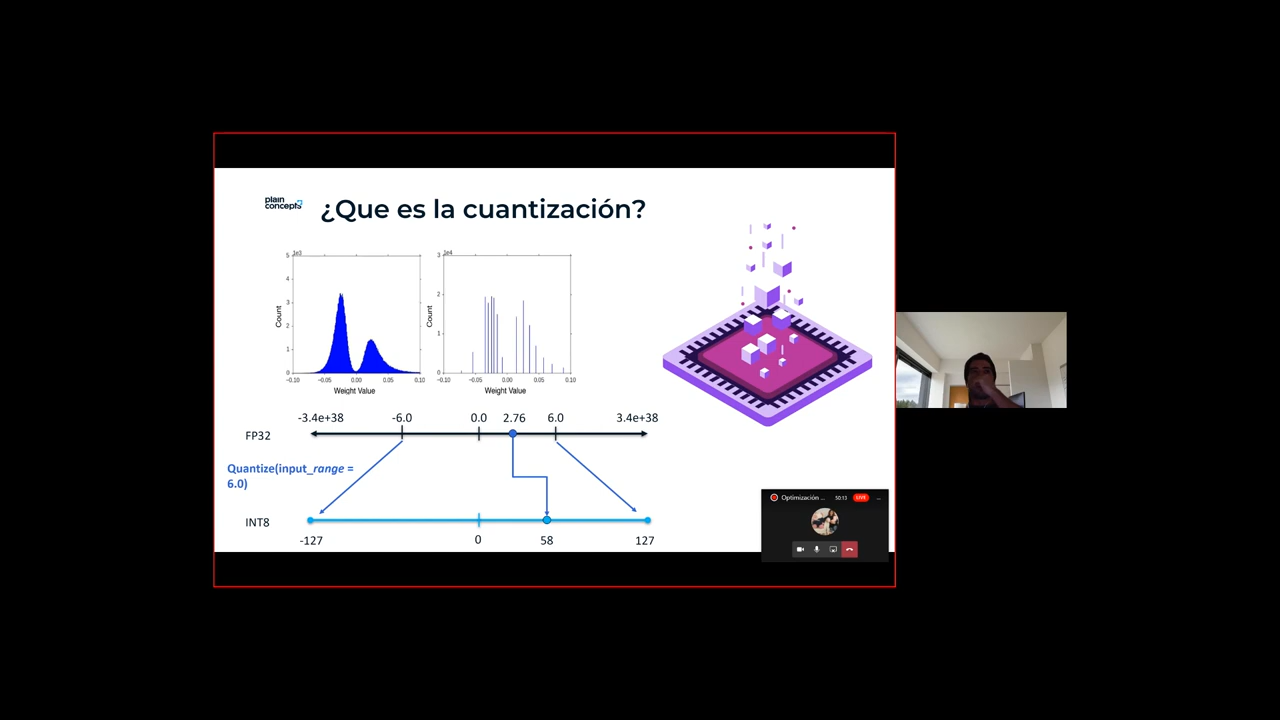 plain
concepts
¿Que es la cuantización?
1e3
5
4
3
2
1
0
Count
-0.10 -0.05 0.00 0.05 0.10
Weight Value
1e4
3
2
1
0
Count
-0.10 -0.05 0.00 0.05 0.10
Weight Value
-3.4e+38 -6.0 0.0 2.76 6.0 3.4e+38
FP32
Quantize(input_range =
6.0)
INT8
-127 0 58 127
Optimización ... 50:13 LIVE ...